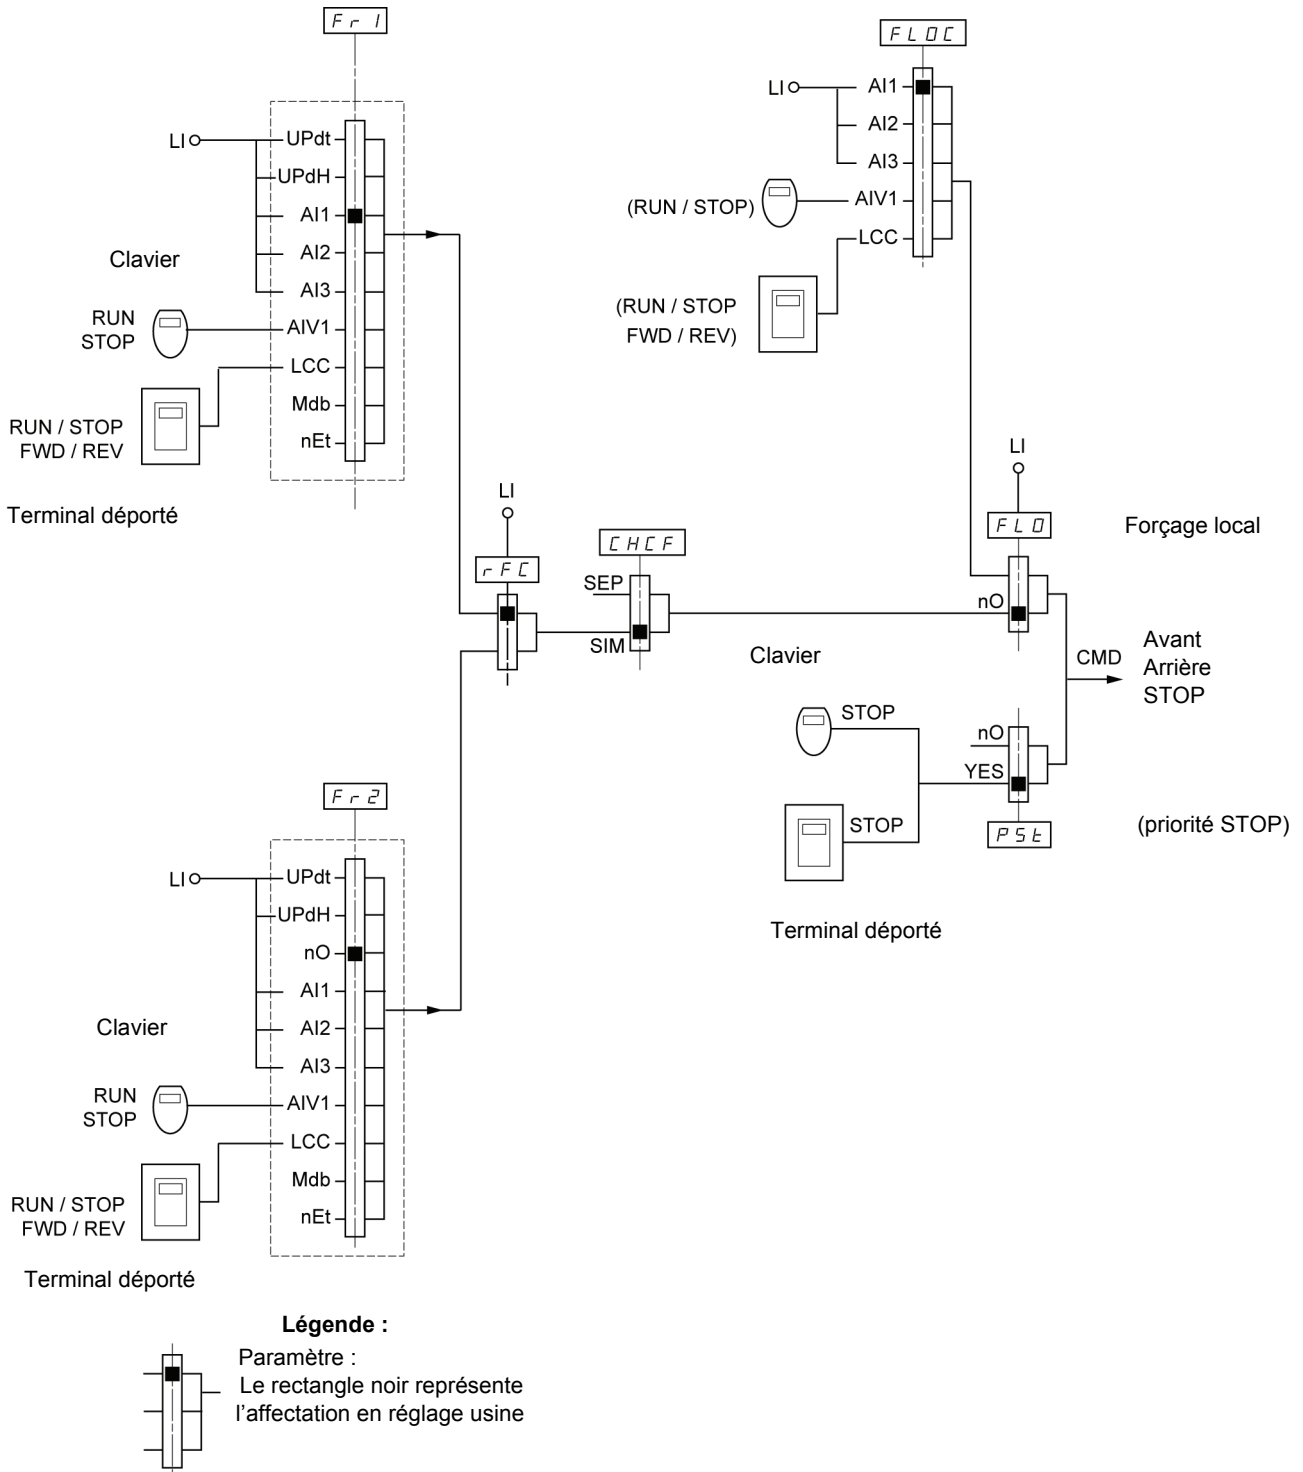 Fr1
LI
UPdt
UPdH
AI1
AI2
AI3
AIV1
LCC
Mdb
nEt
Clavier
RUN
STOP
RUN / STOP
FWD / REV
Terminal déporté
FLOC
LI
AI1
AI2
AI3
AIV1
LCC
(RUN / STOP)
(RUN / STOP
FWD / REV)
LI
rFC
CHCF
SEP
SIM
LI
FLO
nO
Forçage local
Clavier
STOP
STOP
Terminal déporté
nO
YES
PSt
(priorité STOP)
CMD
Avant
Arrière
STOP
Fr2
LI
UPdt
UPdH
nO
AI1
AI2
AI3
AIV1
LCC
Mdb
nEt
Clavier
RUN
STOP
RUN / STOP
FWD / REV
Terminal déporté
Légende :
Paramètre :
Le rectangle noir représente
l’affectation en réglage usine